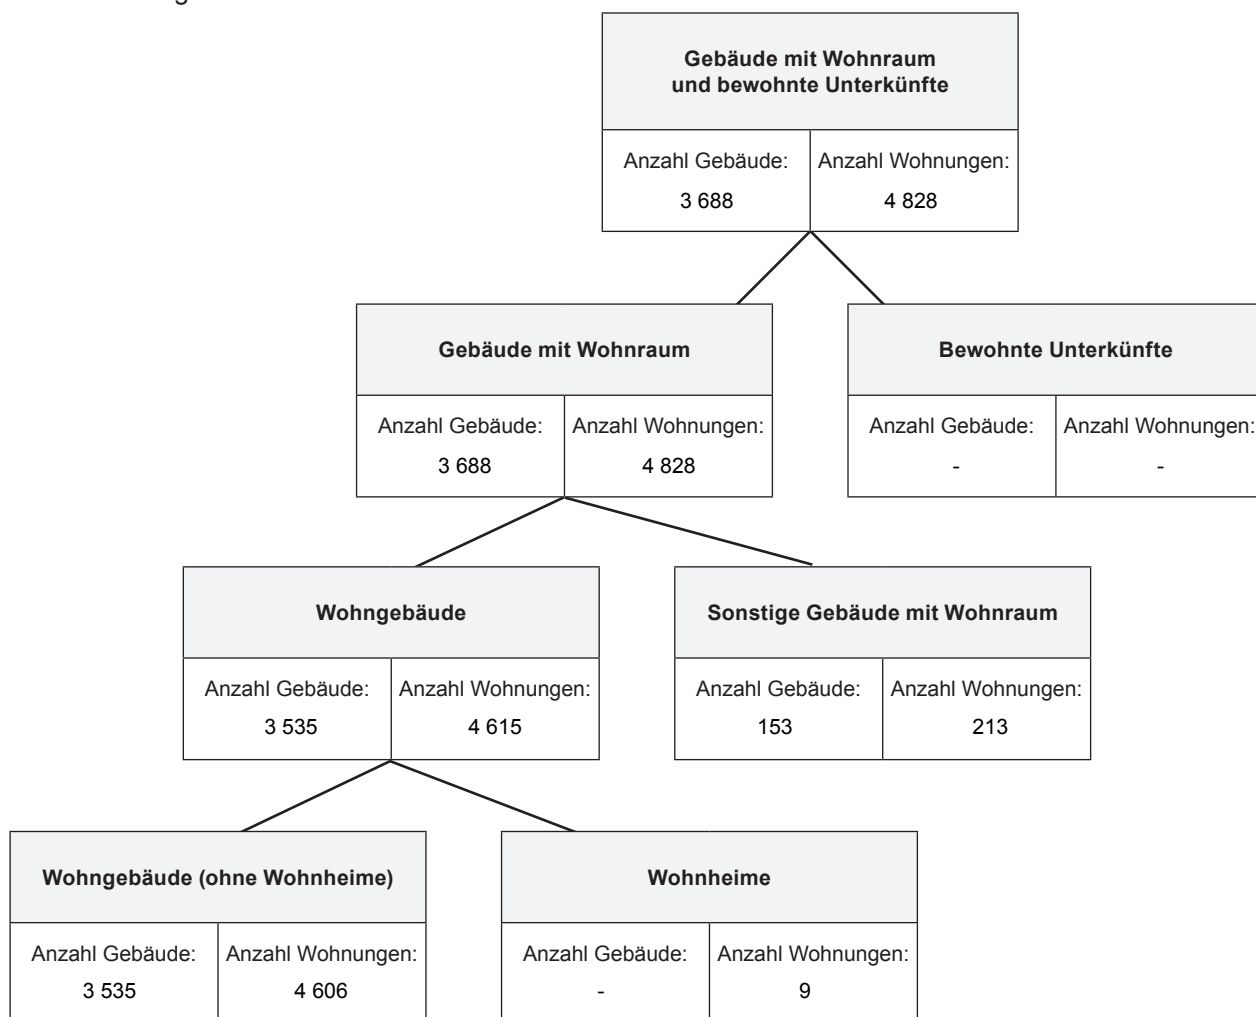 Gebäude mit Wohnraum
und bewohnte Unterkünfte
Anzahl Gebäude:
3 688
Anzahl Wohnungen:
4 828
Gebäude mit Wohnraum
Anzahl Gebäude:
3 688
Anzahl Wohnungen:
4 828
Bewohnte Unterkünfte
Anzahl Gebäude:
-
Anzahl Wohnungen:
-
Wohngebäude
Anzahl Gebäude:
3 535
Anzahl Wohnungen:
4 615
Sonstige Gebäude mit Wohnraum
Anzahl Gebäude:
153
Anzahl Wohnungen:
213
Wohngebäude (ohne Wohnheime)
Anzahl Gebäude:
3 535
Anzahl Wohnungen:
4 606
Wohnheime
Anzahl Gebäude:
-
Anzahl Wohnungen:
9